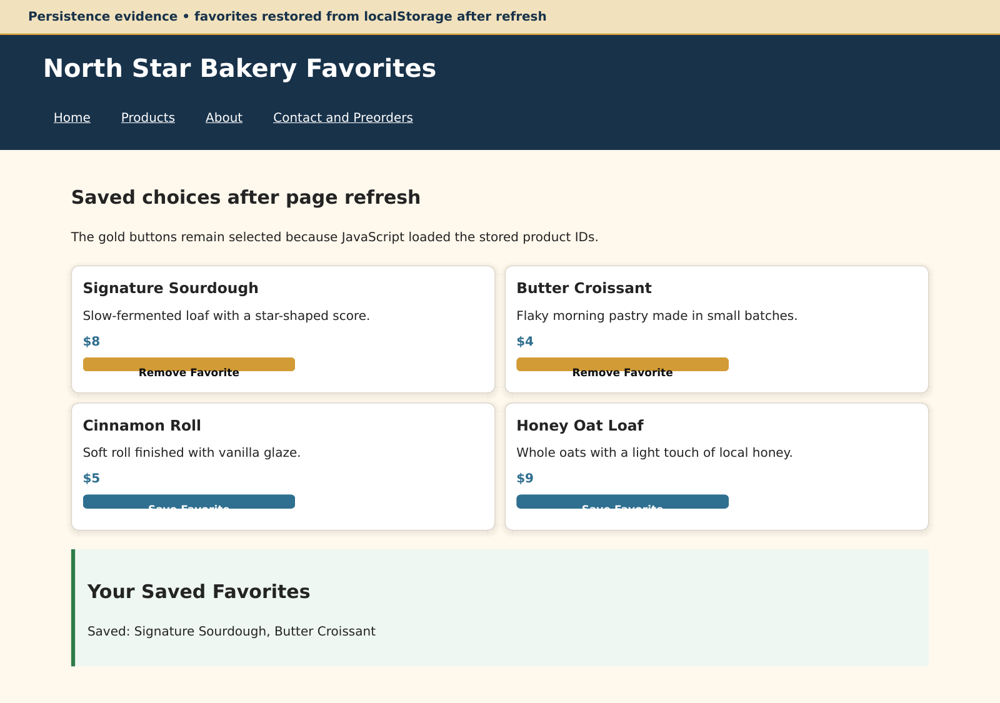 Persistence evidence • favorites restored from localStorage after refresh
North Star Bakery Favorites
Home Products About Contact and Preorders
Saved choices after page refresh
The gold buttons remain selected because JavaScript loaded the stored product IDs.
Signature Sourdough
Slow-fermented loaf with a star-shaped score.
$8
Remove Favorite
Butter Croissant
Flaky morning pastry made in small batches.
$4
Remove Favorite
Cinnamon Roll
Soft roll finished with vanilla glaze.
$5
Save Favorite
Honey Oat Loaf
Whole oats with a light touch of local honey.
$9
Save Favorite
Your Saved Favorites
Saved: Signature Sourdough, Butter Croissant